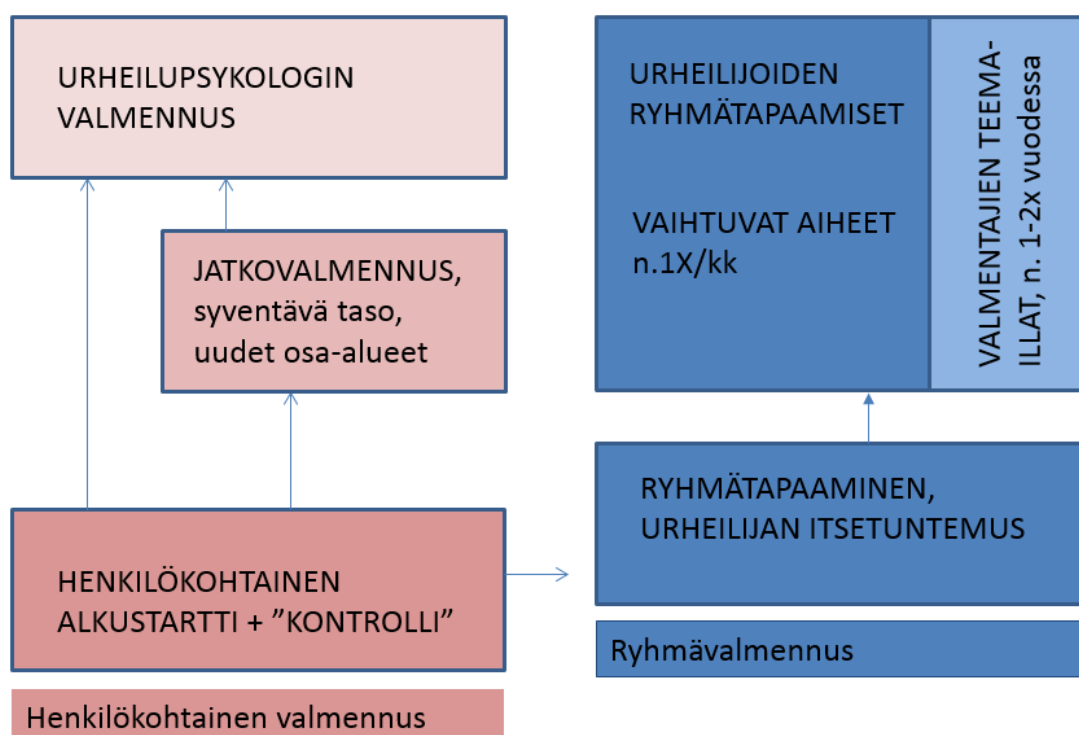 URHEILUPSYKOLOGIN
VALMENNUS
JATKOVALMENNUS,
syventävä taso,
uudet osa-alueet
HENKILÖKOHTAINEN
ALKUSTARTTI + ”KONTROLLI”
Henkilökohtainen valmennus
URHEILIJOIDEN
RYHMÄTAPAAMISET
VAIHTUVAT AIHEET
n.1X/kk
VALMENTAJIEN TEEMA-
ILLAT, n. 1-2x vuodessa
RYHMÄTAPAAMINEN,
URHEILIJAN ITSETUNTEMUS
Ryhmävalmennus